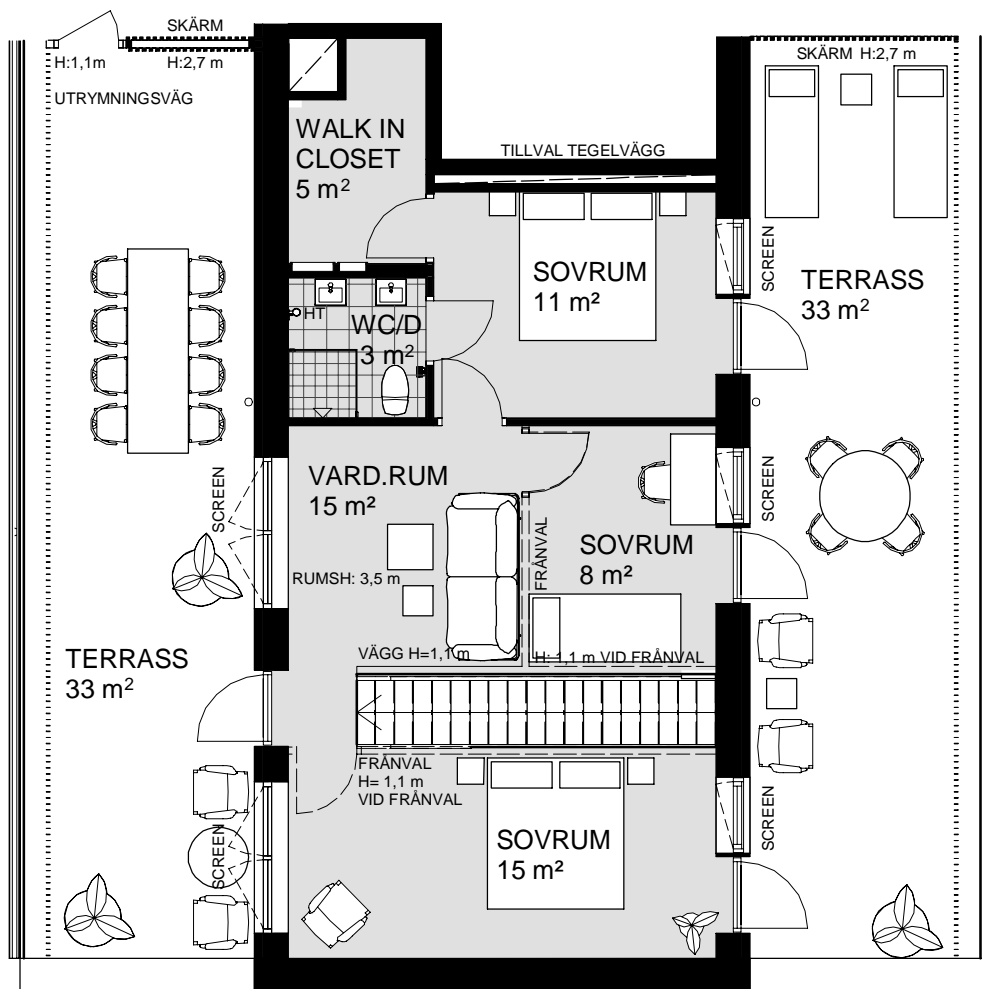 SKÄRM
H:1,1m
H:2,7 m
UTRYMNINGSVÄG
SKÄRM H:2,7 m
WALK IN
CLOSET
5 m²
TILLVAL TEGELVÄGG
SCREEN
SOVRUM
11 m²
TERRASS
33 m²
HT
WC/D
3 m²
VARD.RUM
15 m²
SCREEN
SCREEN
SOVRUM
8 m²
FRÅNVAL
RUMSH: 3,5 m
TERRASS
33 m²
VÄGG H=1,1 m
H: 1,1 m VID FRÅNVAL
FRÅNVAL
H= 1,1 m
VID FRÅNVAL
SCREEN
SOVRUM
15 m²
SCREEN